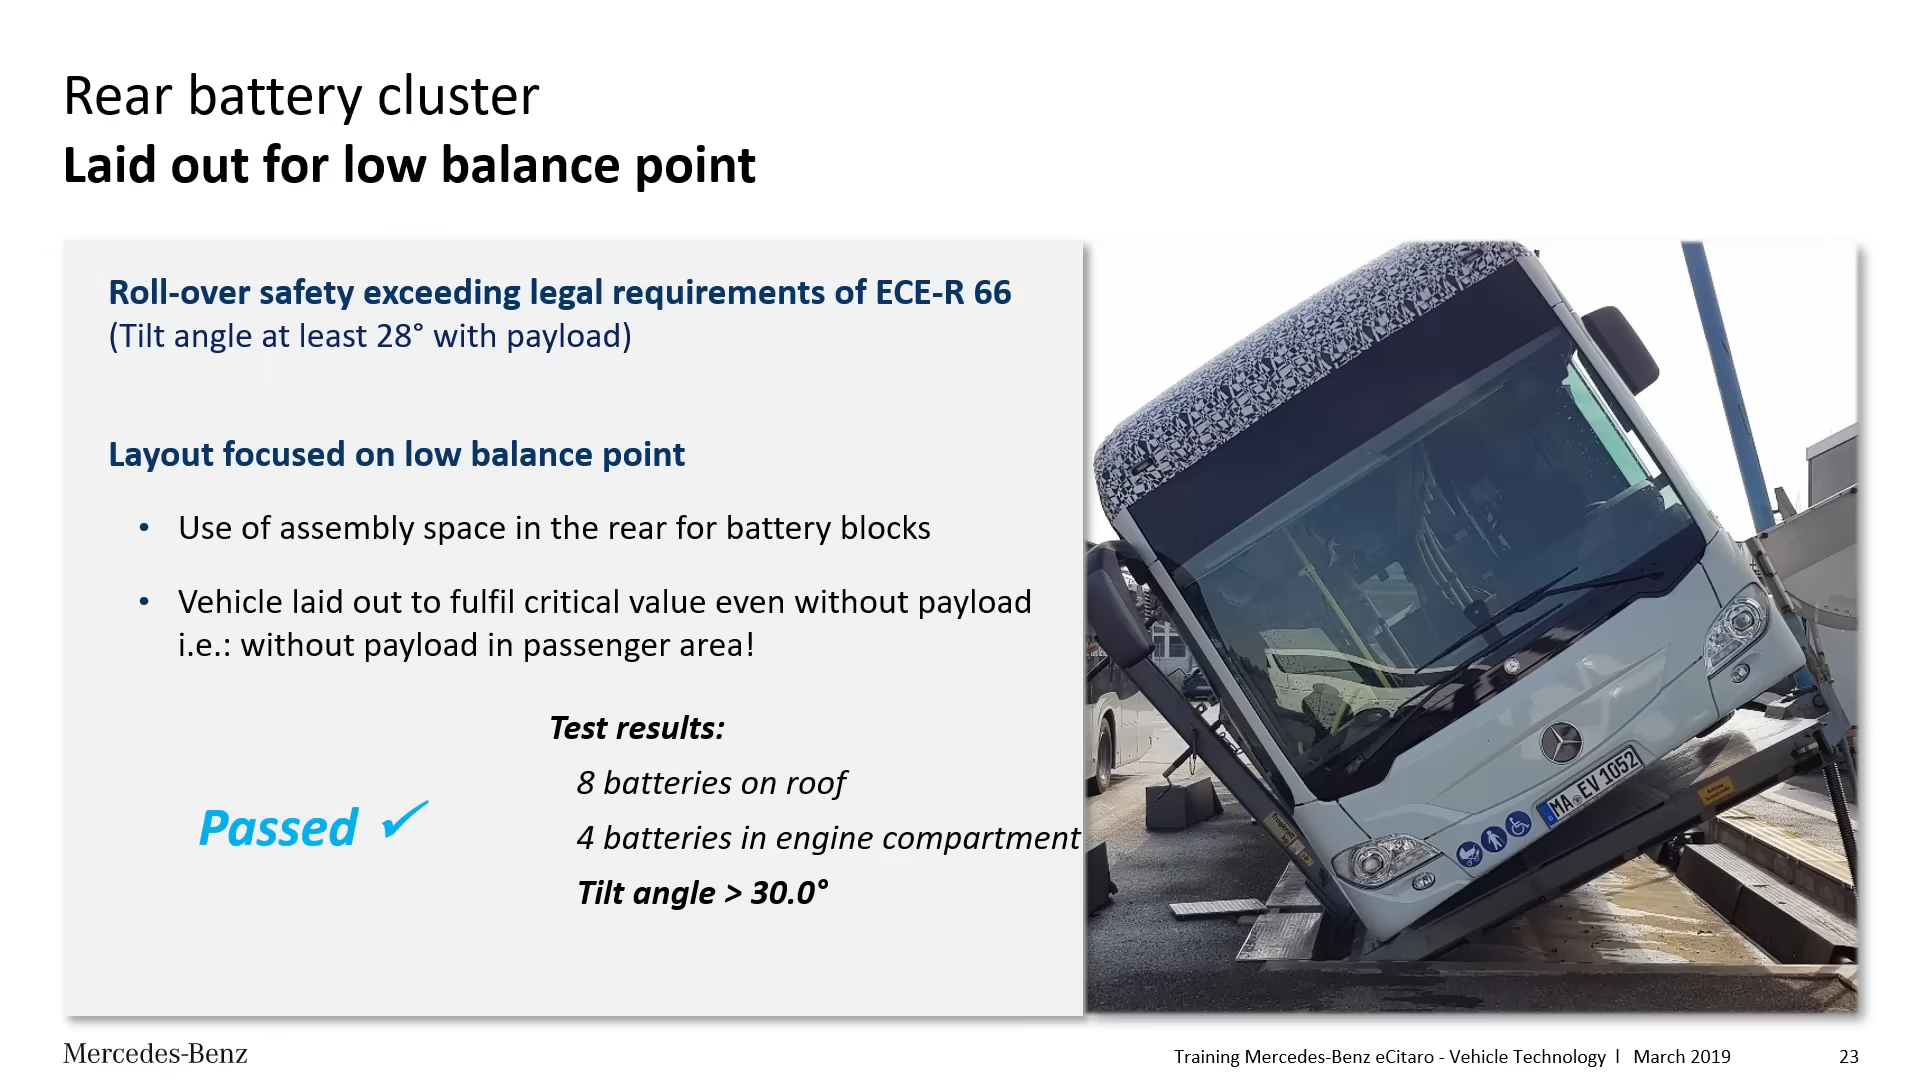 Rear battery cluster
Laid out for low balance point
Roll-over safety exceeding legal requirements of ECE-R 66
(Tilt angle at least 28° with payload)
Layout focused on low balance point
• Use of assembly space in the rear for battery blocks
• Vehicle laid out to fulfil critical value even without payload
i.e.: without payload in passenger area!
Test results:
8 batteries on roof
4 batteries in engine compartment
Tilt angle > 30.0°
Passed ✓
MA EV 1052
Mercedes-Benz
Training Mercedes-Benz eCitaro - Vehicle Technology l March 2019
23